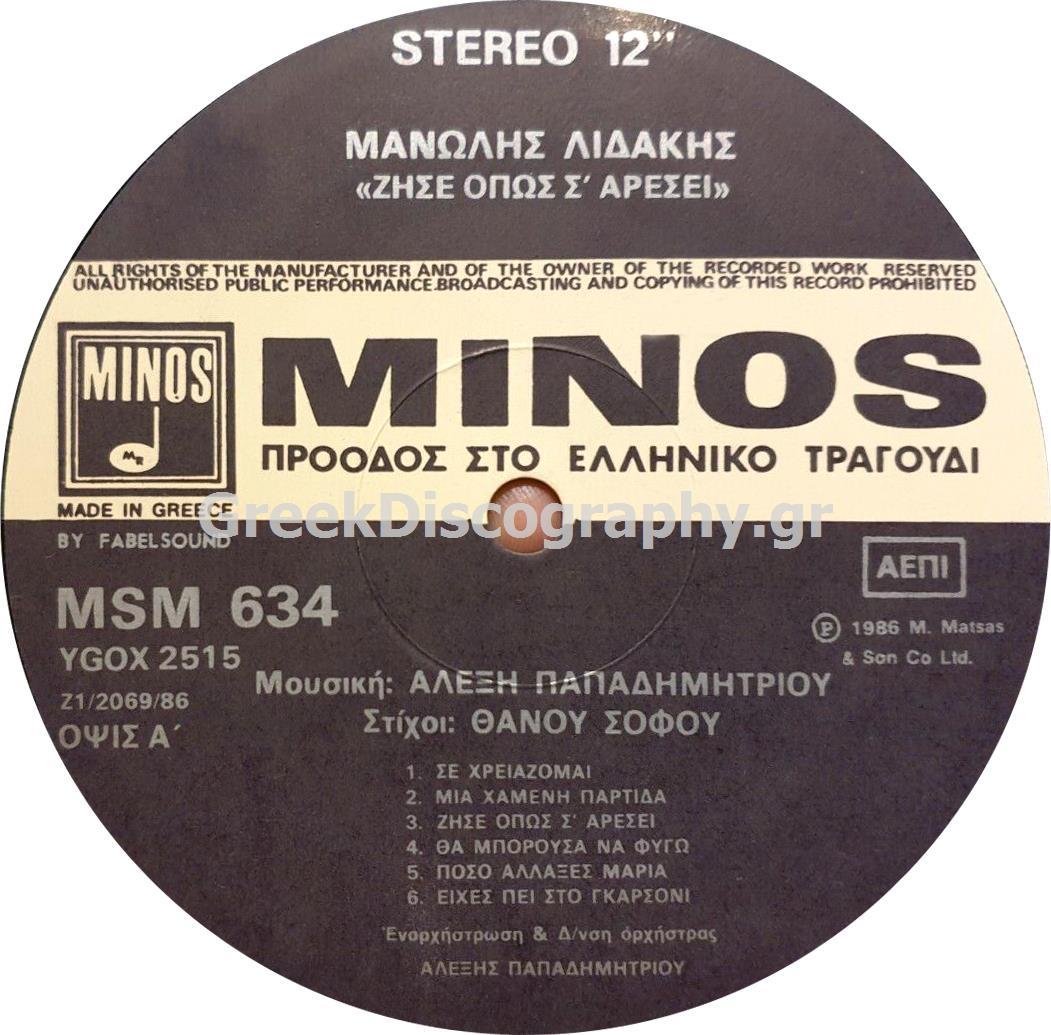 STEREO 12"
ΜΑΝΩΛΗΣ ΛΙΔΑΚΗΣ
«ΖΗΣΕ ΟΠΩΣ Σ' ΑΡΕΣΕΙ»
ALL RIGHTS OF THE MANUFACTURER AND OF THE OWNER OF THE RECORDED WORK RESERVED
UNAUTHORISED PUBLIC PERFORMANCE.BROADCASTING AND COPYING OF THIS RECORD PROHIBITED
MINOS
MR
MINOS
ΠΡΟΟΔΟΣ ΣΤΟ ΕΛΛΗΝΙΚΟ ΤΡΑΓΟΥΔΙ
MADE IN GREECE
GreekDiscography.gr
BY FABELSOUND
ΑΕΠΙ
MSM 634
YGOX 2515
Z1/2069/86
ΟΨΙΣ Α΄
Ⓟ 1986 M. Matsas
& Son Co Ltd.
Μουσική: ΑΛΕΞΗ ΠΑΠΑΔΗΜΗΤΡΙΟΥ
Στίχοι: ΘΑΝΟΥ ΣΟΦΟΥ
1. ΣΕ ΧΡΕΙΑΖΟΜΑΙ
2. ΜΙΑ ΧΑΜΕΝΗ ΠΑΡΤΙΔΑ
3. ΖΗΣΕ ΟΠΩΣ Σ' ΑΡΕΣΕΙ
4. ΘΑ ΜΠΟΡΟΥΣΑ ΝΑ ΦΥΓΩ
5. ΠΟΣΟ ΑΛΛΑΞΕΣ ΜΑΡΙΑ
6. ΕΙΧΕΣ ΠΕΙ ΣΤΟ ΓΚΑΡΣΟΝΙ
Ἐνορχήστρωση & Δ/νση ὀρχήστρας
ΑΛΕΞΗΣ ΠΑΠΑΔΗΜΗΤΡΙΟΥ